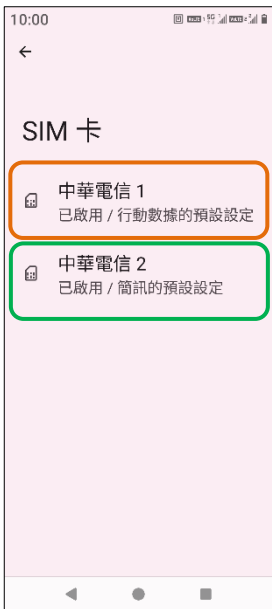 10:00
SIM 卡
中華電信 1
已啟用 / 行動數據的預設設定
中華電信 2
已啟用 / 簡訊的預設設定